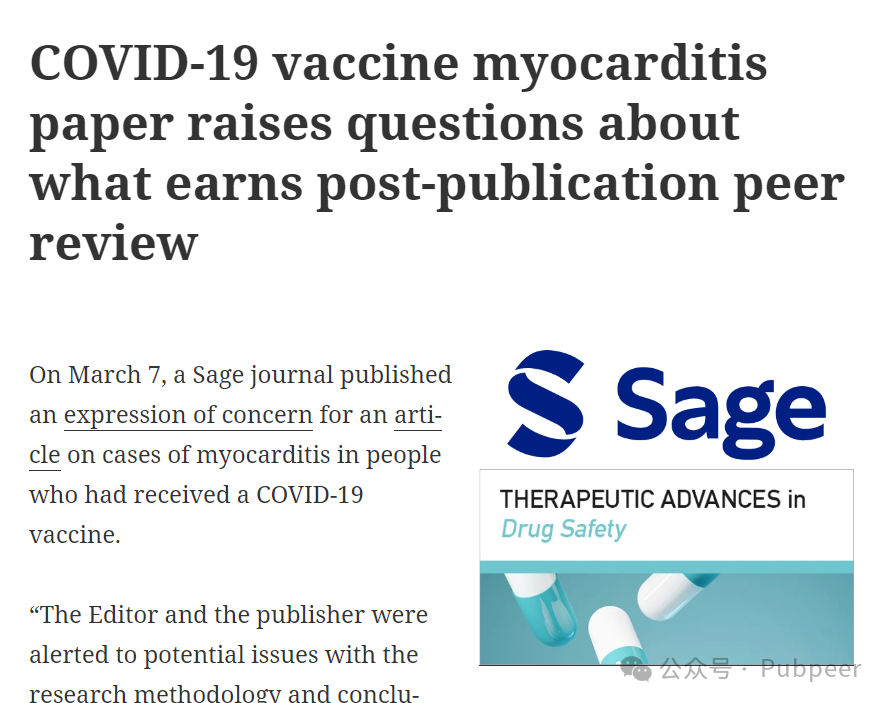 COVID-19 vaccine myocarditis
paper raises questions about
what earns post-publication peer
review
On March 7, a Sage journal published
an expression of concern for an arti-
cle on cases of myocarditis in people
who had received a COVID-19
vaccine.
“The Editor and the publisher were
alerted to potential issues with the
research methodology and conclu-
Sage
THERAPEUTIC ADVANCES in
Drug Safety
公众号 · Pubpeer